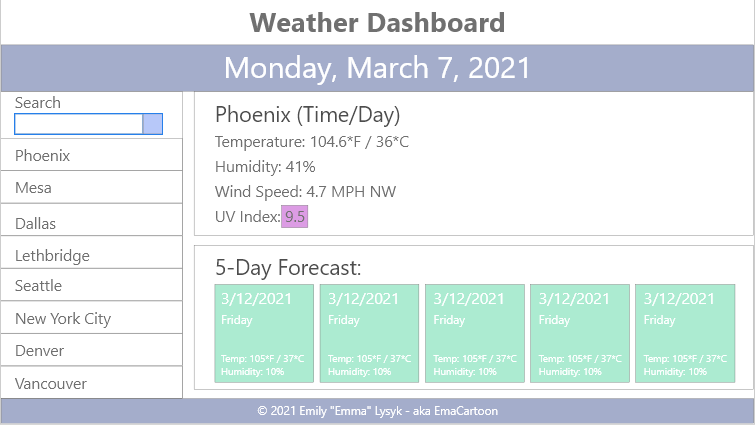 Weather Dashboard
Monday, March 7, 2021
Search
Phoenix
Mesa
Dallas
Lethbridge
Seattle
New York City
Denver
Vancouver
Phoenix (Time/Day)
Temperature: 104.6*F / 36*C
Humidity: 41%
Wind Speed: 4.7 MPH NW
UV Index: 9.5
5-Day Forecast:
3/12/2021
Friday
Temp: 105*F / 37*C
Humidity: 10%
3/12/2021
Friday
Temp: 105*F / 37*C
Humidity: 10%
3/12/2021
Friday
Temp: 105*F / 37*C
Humidity: 10%
3/12/2021
Friday
Temp: 105*F / 37*C
Humidity: 10%
3/12/2021
Friday
Temp: 105*F / 37*C
Humidity: 10%
© 2021 Emily "Emma" Lysyk - aka EmaCartoon